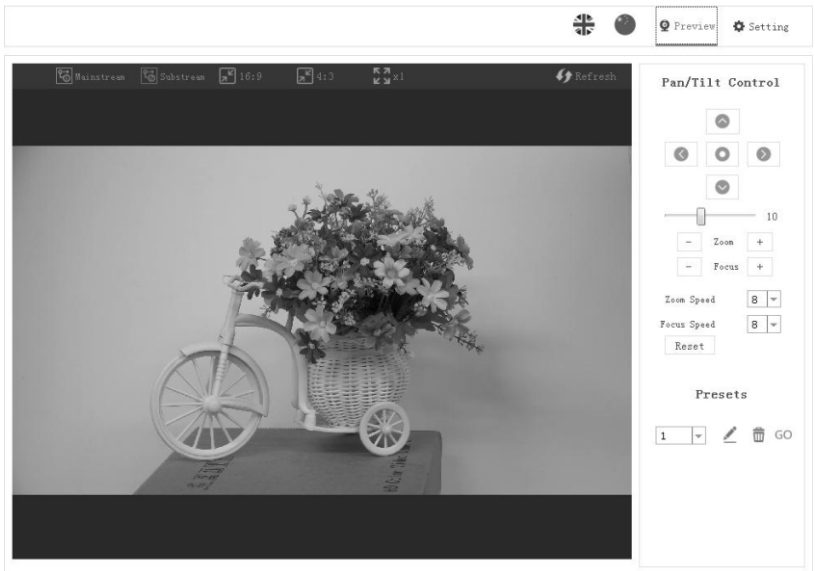 Preview Setting
Mainstream Substream 16:9 4:3 x1 Refresh
Pan/Tilt Control
10
- Zoom +
- Focus +
Zoom Speed 8
Focus Speed 8
Reset
Presets
1 GO